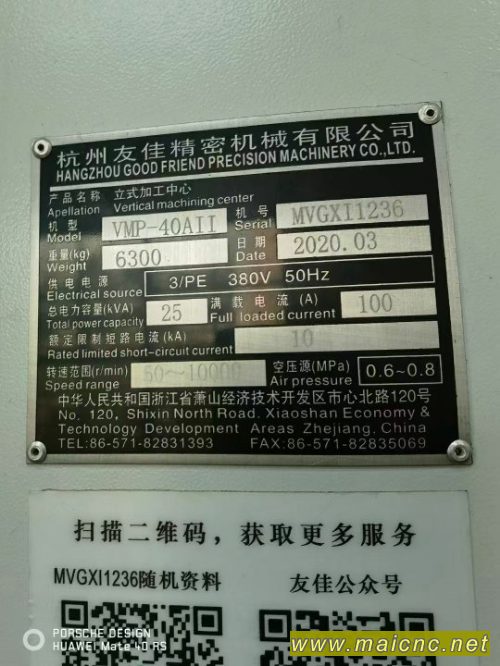 杭州友佳精密机械有限公司
HANGZHOU GOOD FRIEND PRECISION MACHINERY CO.,LTD.
产品名称 立式加工中心
Apellation Vertical machining center
机型 VMP-40AII 机号 MVGXI1236
Model Serial
重量(kg) 6300 日期 2020.03
Weight Date
供电电源 3/PE 380V 50Hz
Electrical source
总电力容量(kVA) 25 满载电流(A) 100
Total power capacity Full loaded current
额定限制短路电流(kA) 10
Rated limited short-circuit current
转速范围(r/min) 50~10000 空压源(MPa) 0.6~0.8
Speed range Air pressure
中华人民共和国浙江省萧山经济技术开发区市心北路120号
No. 120, Shixin North Road. Xiaoshan Economy &
Technology Development Areas Zhejiang, China
TEL:86-571-82831393 FAX:86-571-82835069
扫描二维码，获取更多服务
MVGXI1236随机资料 友佳公众号
PORSCHE DESIGN
HUAWEI Mate 40 RS
www.maicnc.net